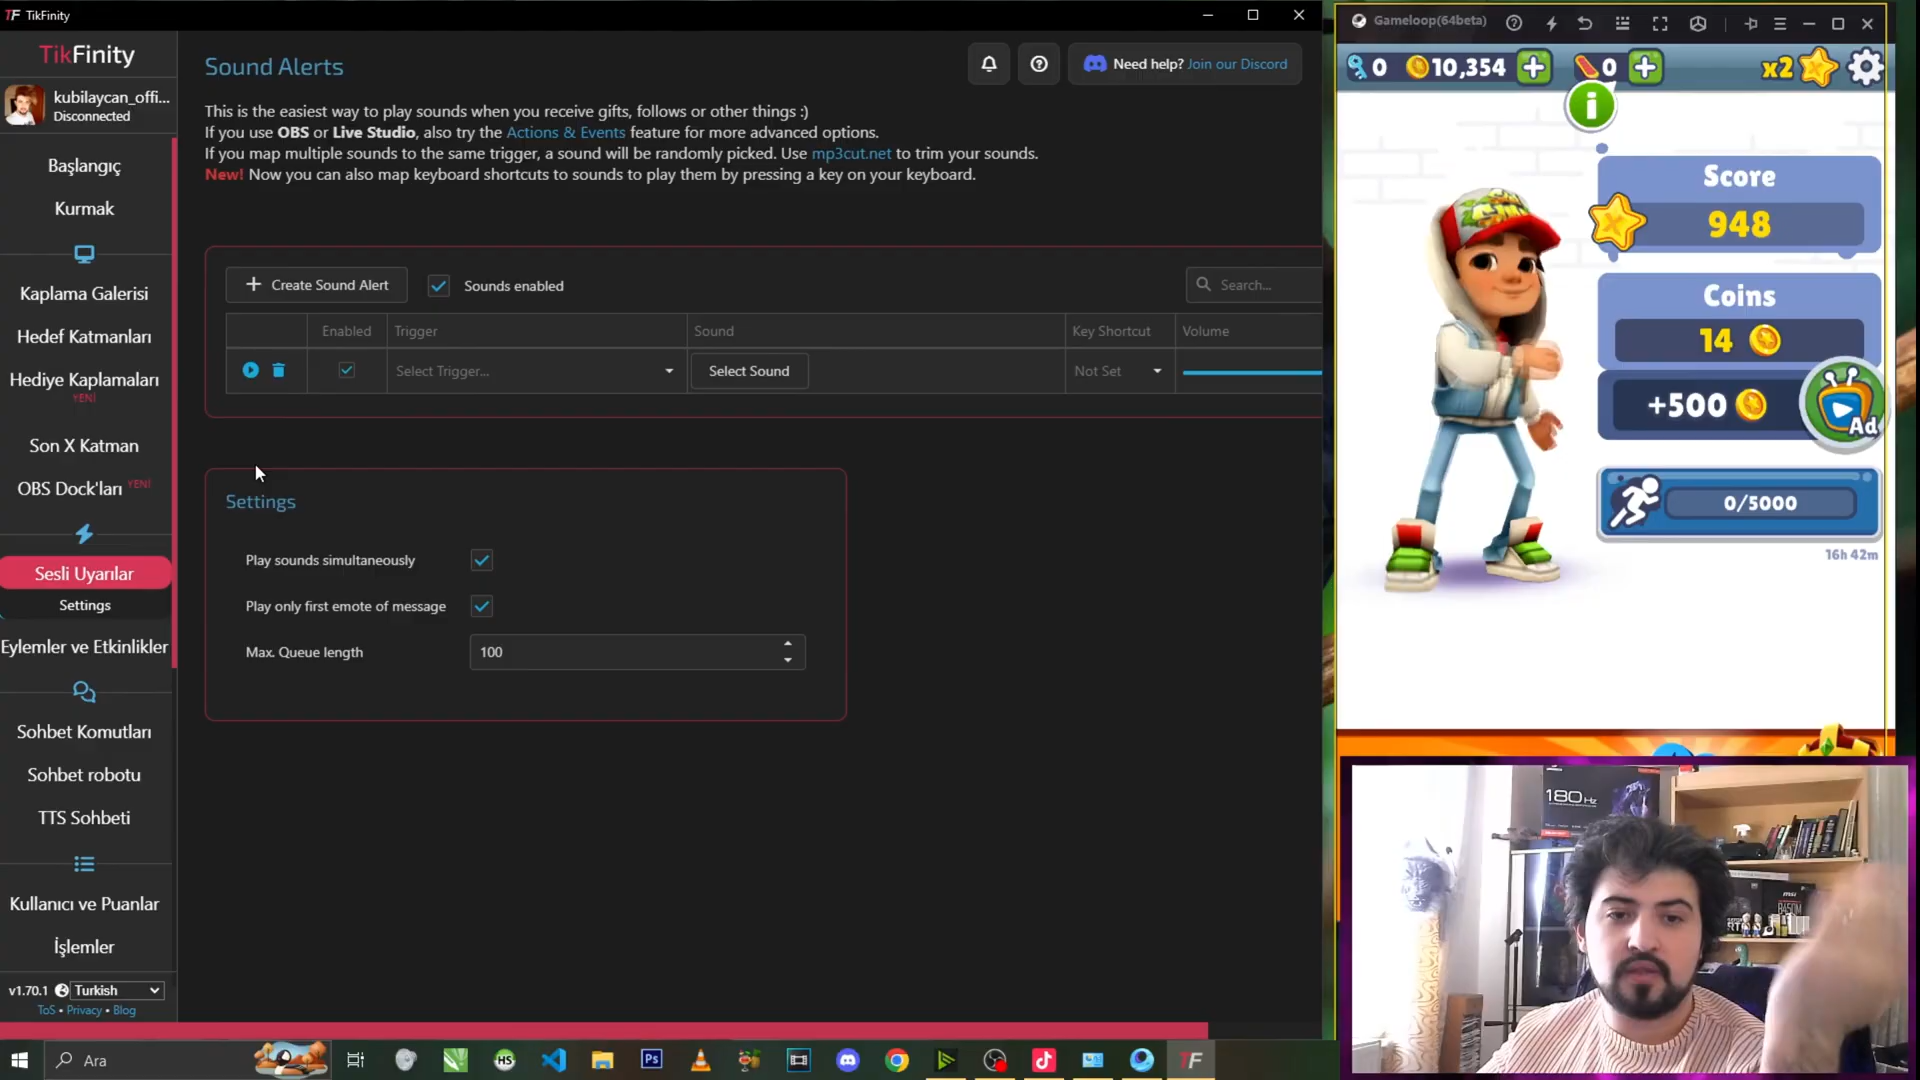 TF TikFinity
TikFinity
kubilaycan_offi...
Disconnected
Başlangıç
Kurmak
Kaplama Galerisi
Hedef Katmanları
Hediye Kaplamaları
YENİ
Son X Katman
OBS Dock'ları YENİ
Sesli Uyarılar
Settings
Eylemler ve Etkinlikler
Sohbet Komutları
Sohbet robotu
TTS Sohbeti
Kullanıcı ve Puanlar
İşlemler
v1.70.1 Turkish
ToS • Privacy • Blog
Sound Alerts
Need help? Join our Discord
This is the easiest way to play sounds when you receive gifts, follows or other things :)
If you use OBS or Live Studio, also try the Actions & Events feature for more advanced options.
If you map multiple sounds to the same trigger, a sound will be randomly picked. Use mp3cut.net to trim your sounds.
New! Now you can also map keyboard shortcuts to sounds to play them by pressing a key on your keyboard.
+ Create Sound Alert
Sounds enabled
Search...
Enabled Trigger Sound Key Shortcut Volume
Select Trigger... Select Sound Not Set
Settings
Play sounds simultaneously
Play only first emote of message
Max. Queue length 100
Gameloop(64beta)
0 10,354 0 x2
i
Score
948
Coins
14
+500
Ad
0/5000
16h 42m
180Hz
msi
B450M
Ara
HS
Ps
TF